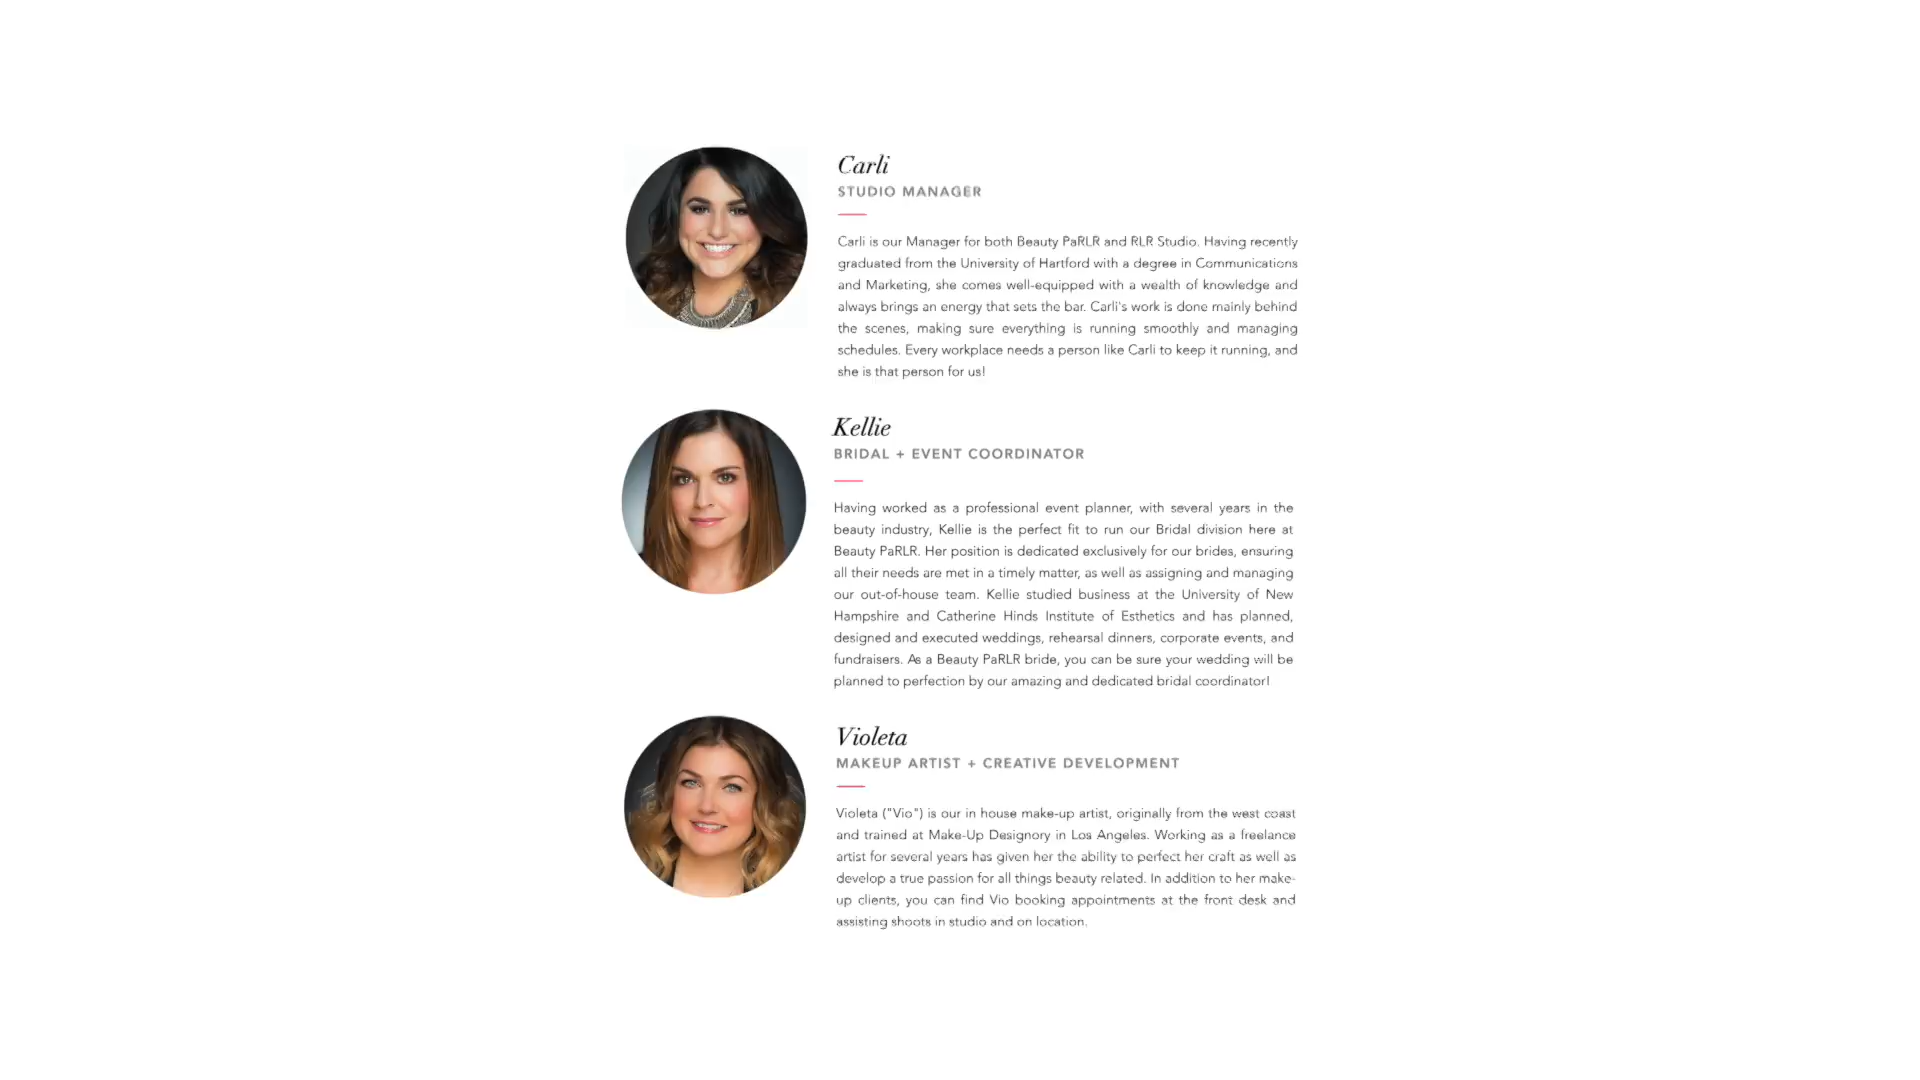 Carli
STUDIO MANAGER
Carli is our Manager for both Beauty PaRLR and RLR Studio. Having recently
graduated from the University of Hartford with a degree in Communications
and Marketing, she comes well-equipped with a wealth of knowledge and
always brings an energy that sets the bar. Carli's work is done mainly behind
the scenes, making sure everything is running smoothly and managing
schedules. Every workplace needs a person like Carli to keep it running, and
she is that person for us!
Kellie
BRIDAL + EVENT COORDINATOR
Having worked as a professional event planner, with several years in the
beauty industry, Kellie is the perfect fit to run our Bridal division here at
Beauty PaRLR. Her position is dedicated exclusively for our brides, ensuring
all their needs are met in a timely matter, as well as assigning and managing
our out-of-house team. Kellie studied business at the University of New
Hampshire and Catherine Hinds Institute of Esthetics and has planned,
designed and executed weddings, rehearsal dinners, corporate events, and
fundraisers. As a Beauty PaRLR bride, you can be sure your wedding will be
planned to perfection by our amazing and dedicated bridal coordinator!
Violeta
MAKEUP ARTIST + CREATIVE DEVELOPMENT
Violeta ("Vio") is our in house make-up artist, originally from the west coast
and trained at Make-Up Designory in Los Angeles. Working as a freelance
artist for several years has given her the ability to perfect her craft as well as
develop a true passion for all things beauty related. In addition to her make-
up clients, you can find Vio booking appointments at the front desk and
assisting shoots in studio and on location.